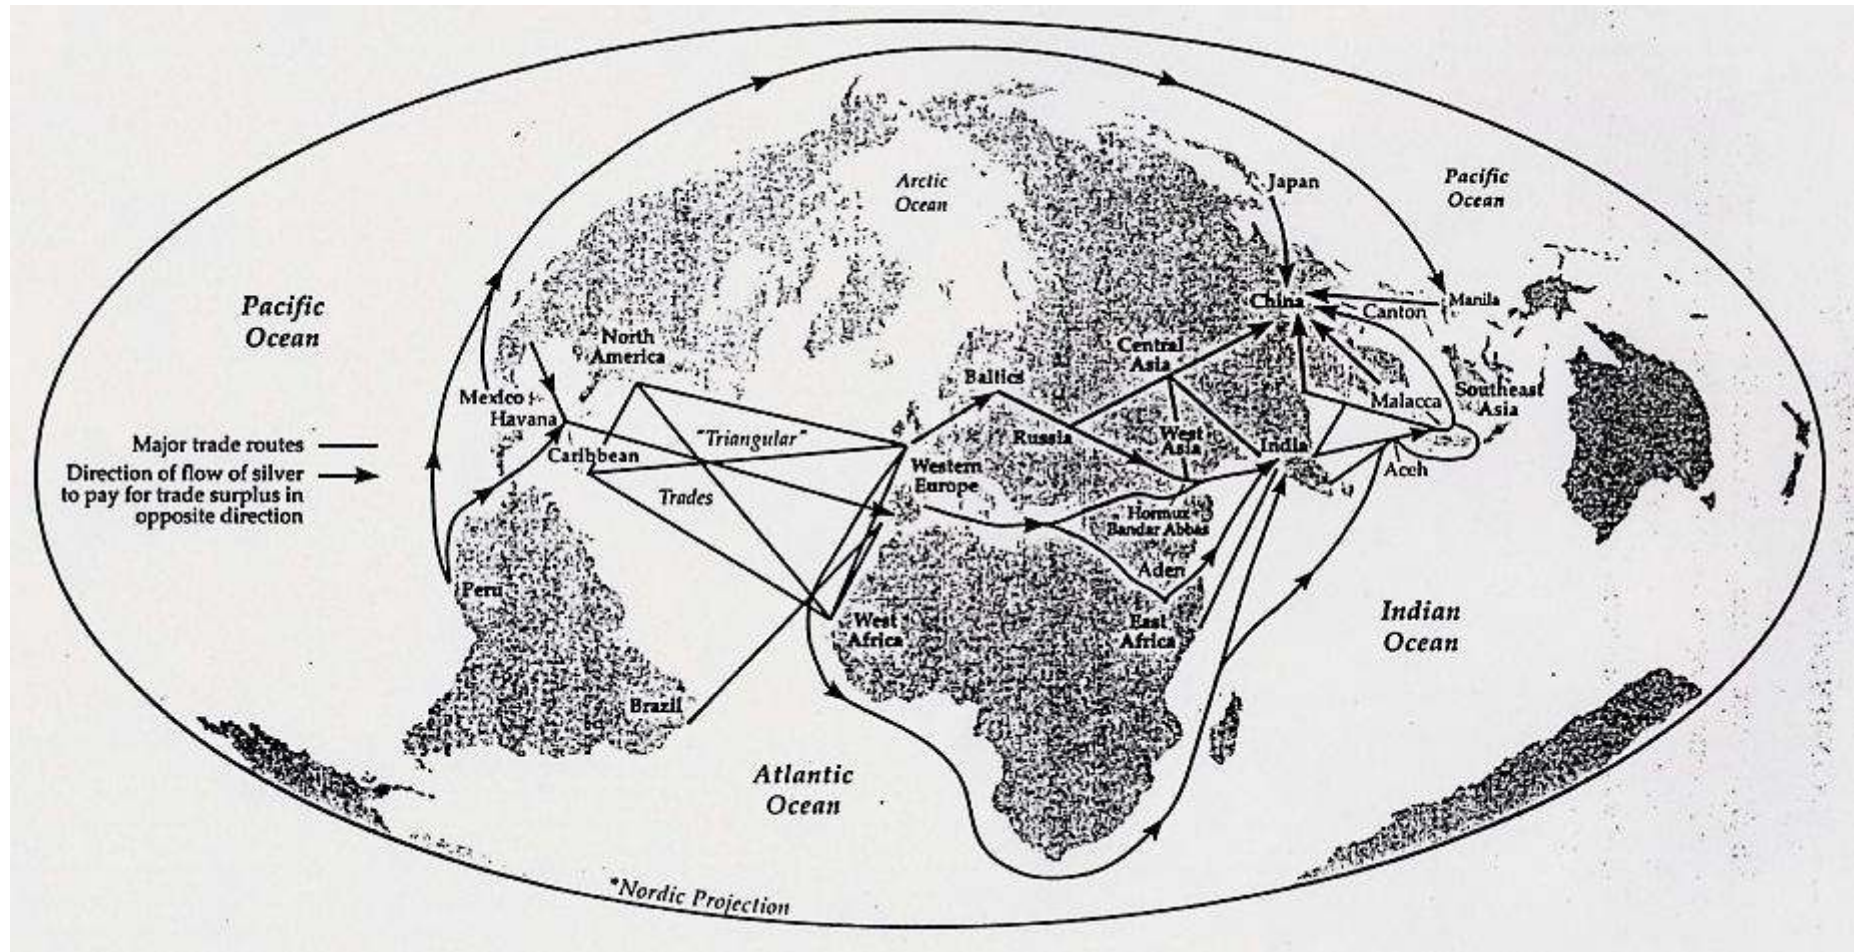 Arctic
Ocean
Japan
Pacific
Ocean
Pacific
Ocean
China
Manila
Canton
North
America
Central
Asia
Baltics
Mexico
Havana
Malacca
Southeast
Asia
Major trade routes
Direction of flow of silver
to pay for trade surplus in
opposite direction
"Triangular"
Trades
Caribbean
Russia
West
Asia
India
Aceh
Western
Europe
Hormuz
Bandar Abbas
Aden
Peru
West
Africa
East
Africa
Indian
Ocean
Brazil
Atlantic
Ocean
*Nordic Projection